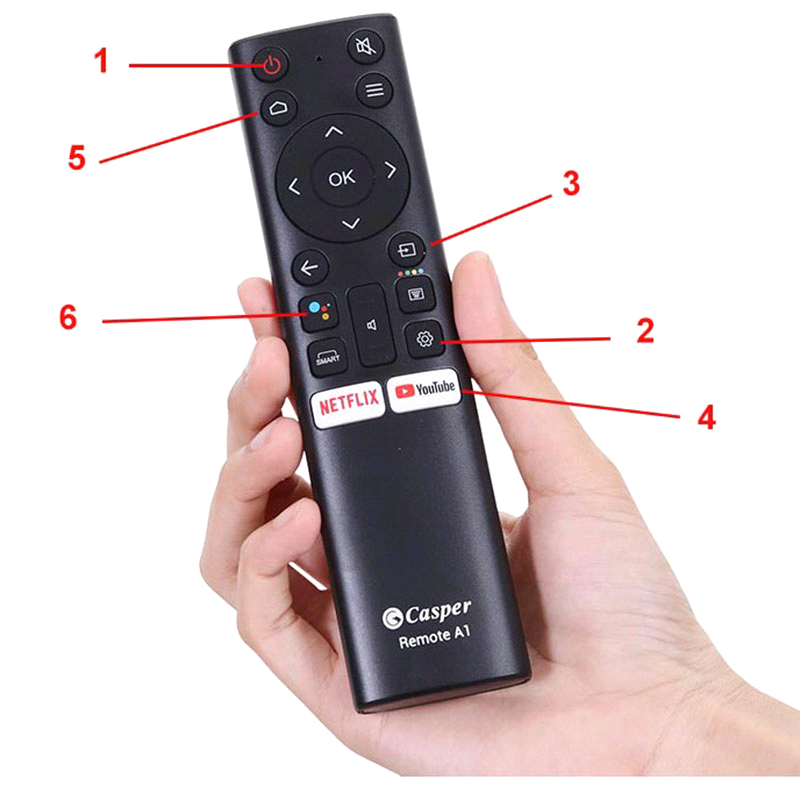 1
5
OK
3
6
2
SMART
NETFLIX
YouTube
4
Casper
Remote A1